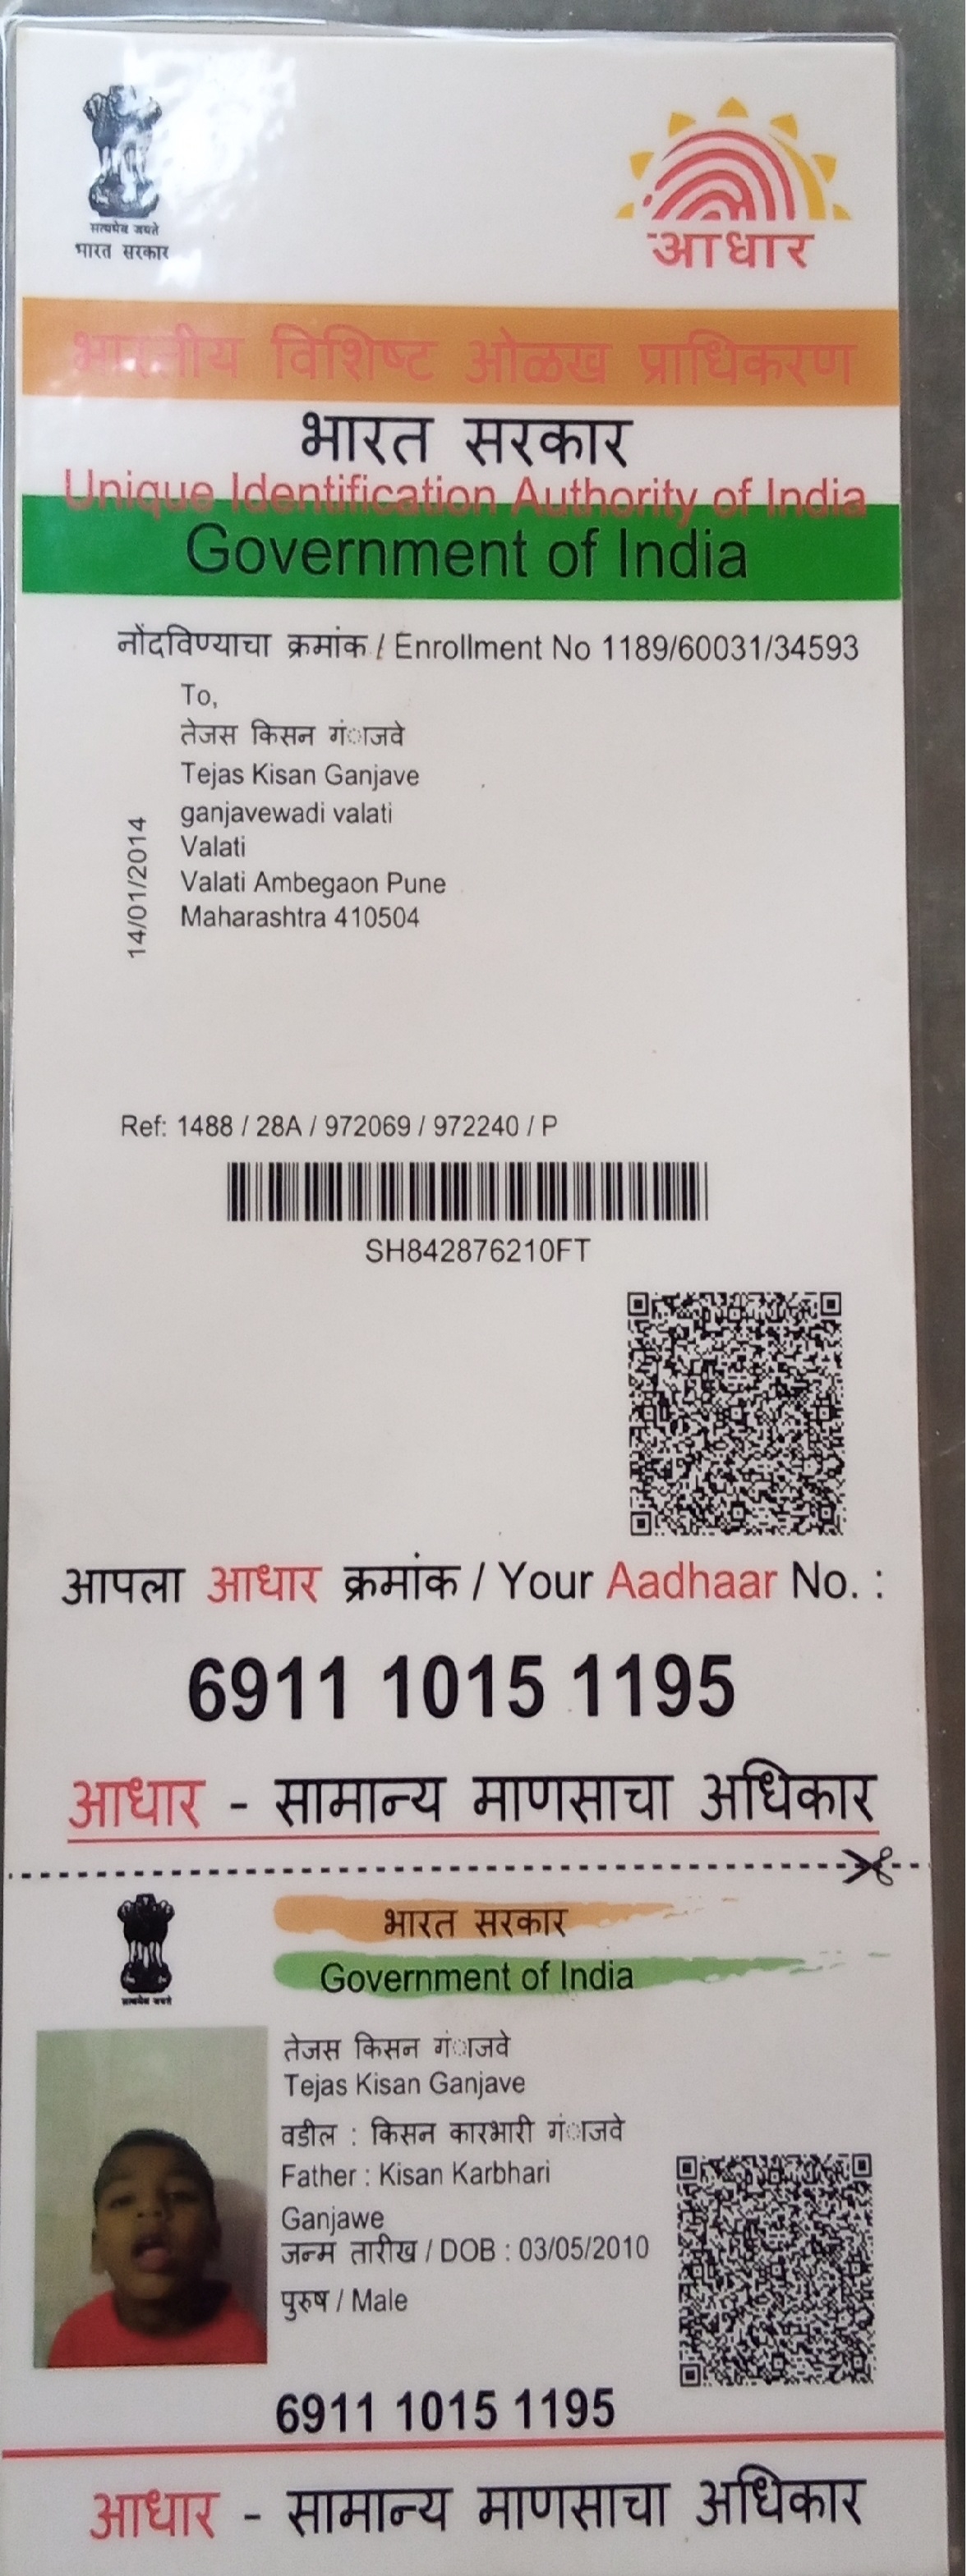 सत्यमेव जयते
भारत सरकार
आधार
भारतीय विशिष्ट ओळख प्राधिकरण
भारत सरकार
Unique Identification Authority of India
Government of India
नोंदविण्याचा क्रमांक / Enrollment No 1189/60031/34593
To,
तेजस किसन गंाजवे
Tejas Kisan Ganjave
ganjavewadi valati
Valati
Valati Ambegaon Pune
Maharashtra 410504
14/01/2014
Ref: 1488 / 28A / 972069 / 972240 / P
SH842876210FT
आपला आधार क्रमांक / Your Aadhaar No. :
6911 1015 1195
आधार - सामान्य माणसाचा अधिकार
सत्यमेव जयते
भारत सरकार
Government of India
तेजस किसन गंाजवे
Tejas Kisan Ganjave
वडील : किसन कारभारी गंाजवे
Father : Kisan Karbhari
Ganjawe
जन्म तारीख / DOB : 03/05/2010
पुरुष / Male
6911 1015 1195
आधार - सामान्य माणसाचा अधिकार